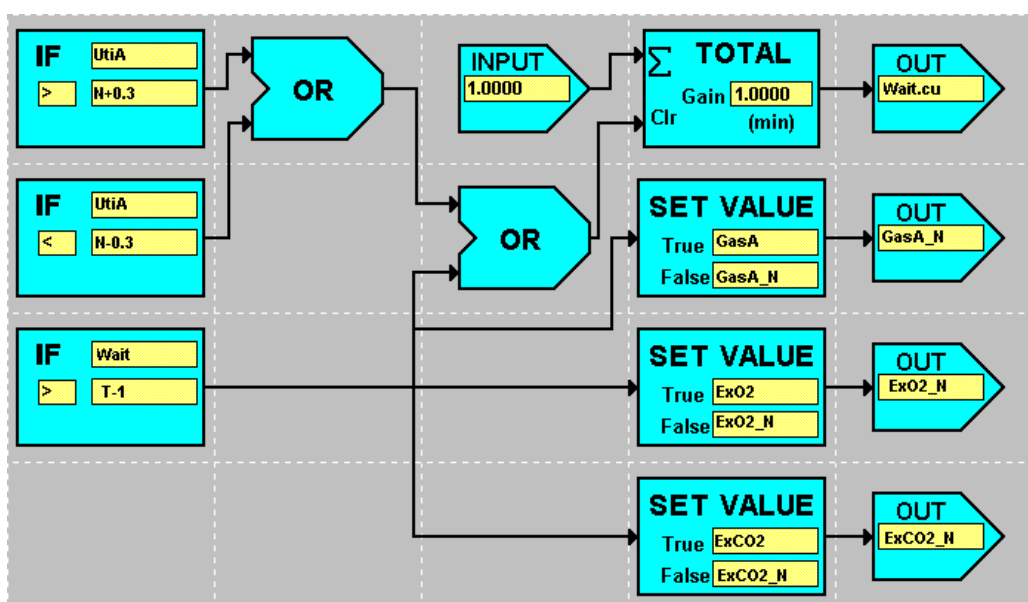 IF UtiA
> N+0.3
OR
INPUT
1.0000
Σ TOTAL
Gain 1.0000
Clr (min)
OUT
Wait.cu
IF UtiA
< N-0.3
OR
SET VALUE
True GasA
False GasA_N
OUT
GasA_N
IF Wait
> T-1
SET VALUE
True ExO2
False ExO2_N
OUT
ExO2_N
SET VALUE
True ExCO2
False ExCO2_N
OUT
ExCO2_N